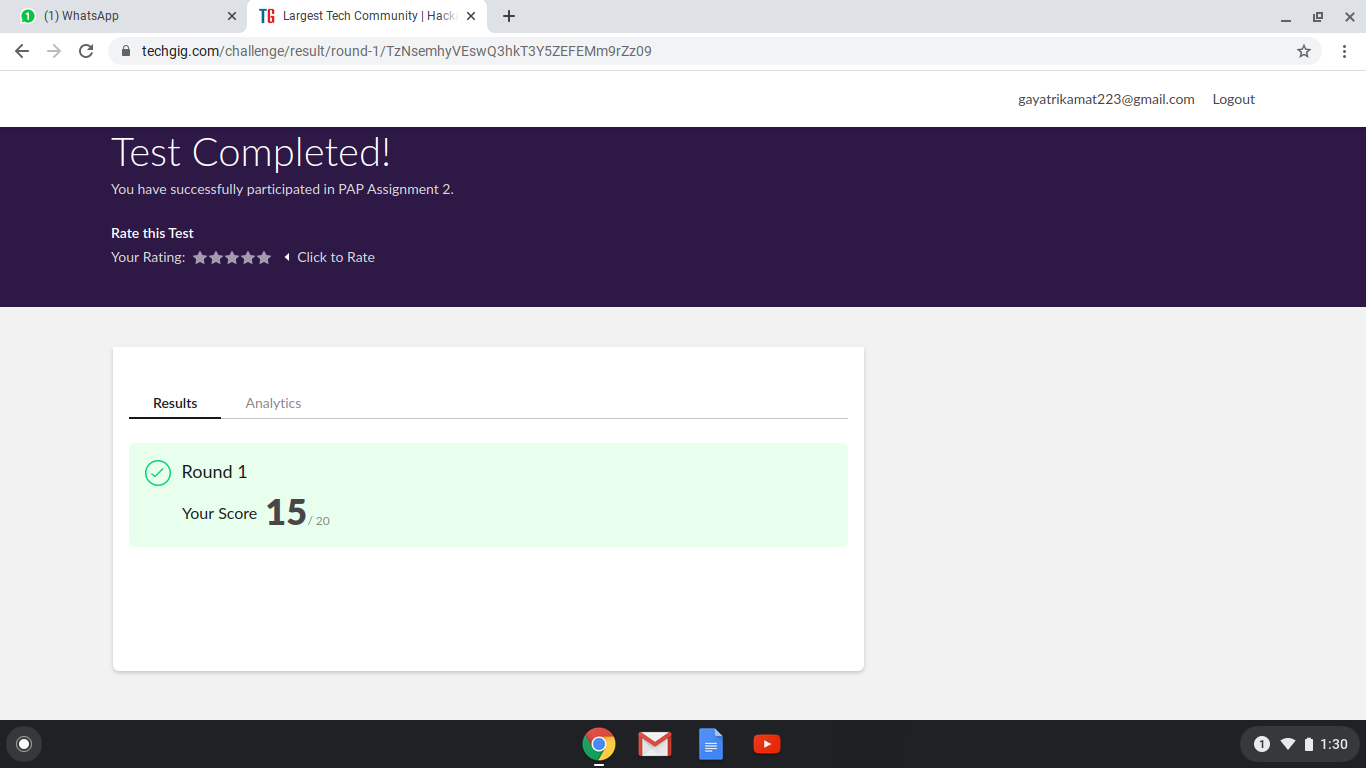 (1) WhatsApp
TG Largest Tech Community | Hack
techgig.com/challenge/result/round-1/TzNsemhyVEswQ3hkT3Y5ZEFEMm9rZz09
gayatrikamat223@gmail.com Logout
Test Completed!
You have successfully participated in PAP Assignment 2.
Rate this Test
Your Rating: Click to Rate
Results Analytics
Round 1
Your Score 15 / 20
1 1:30